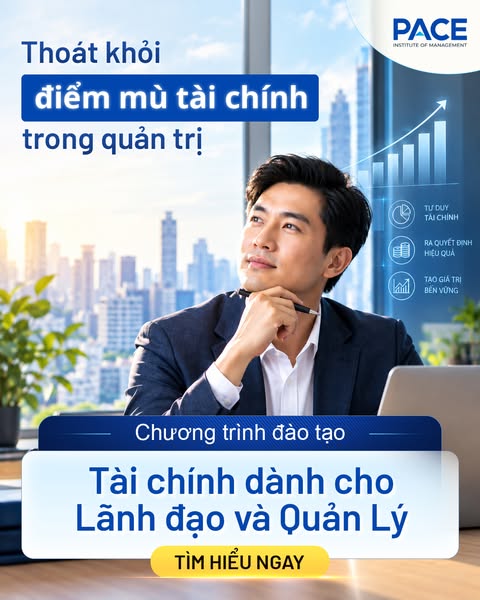 PACE
INSTITUTE OF MANAGEMENT
Thoát khỏi
điểm mù tài chính
trong quản trị
TƯ DUY
TÀI CHÍNH
RA QUYẾT ĐỊNH
HIỆU QUẢ
TẠO GIÁ TRỊ
BỀN VỮNG
Chương trình đào tạo
Tài chính dành cho
Lãnh đạo và Quản Lý
TÌM HIỂU NGAY